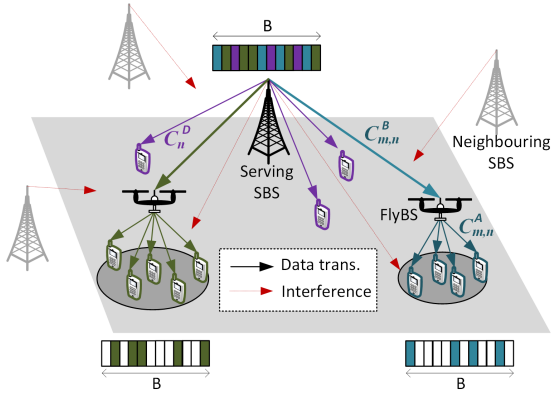 B
C_n^D
C_{m,n}^B
Serving
SBS
Neighbouring
SBS
FlyBS
C_{m,n}^A
Data trans.
Interference
B
B